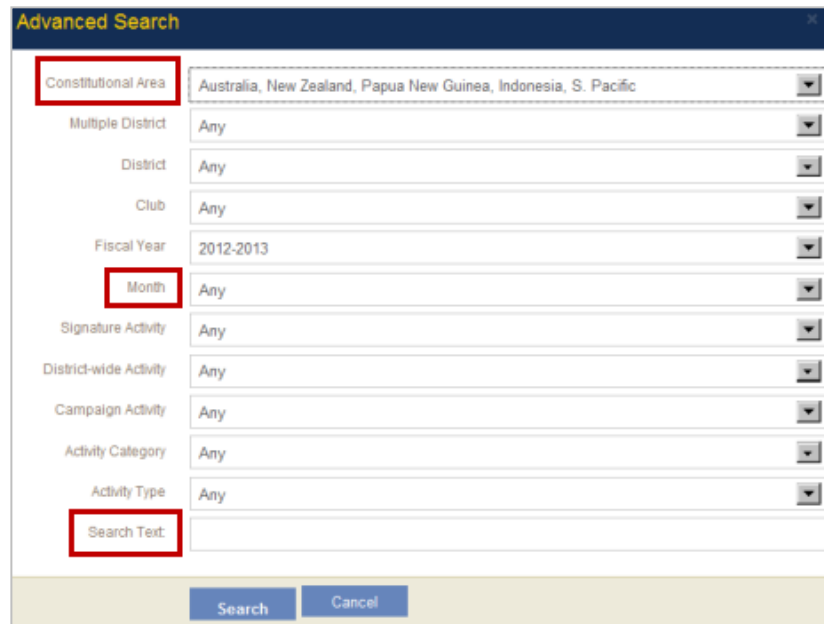 Advanced Search
Constitutional Area Australia, New Zealand, Papua New Guinea, Indonesia, S. Pacific
Multiple District Any
District Any
Club Any
Fiscal Year 2012-2013
Month Any
Signature Activity Any
District-wide Activity Any
Campaign Activity Any
Activity Category Any
Activity Type Any
Search Text:
Search Cancel